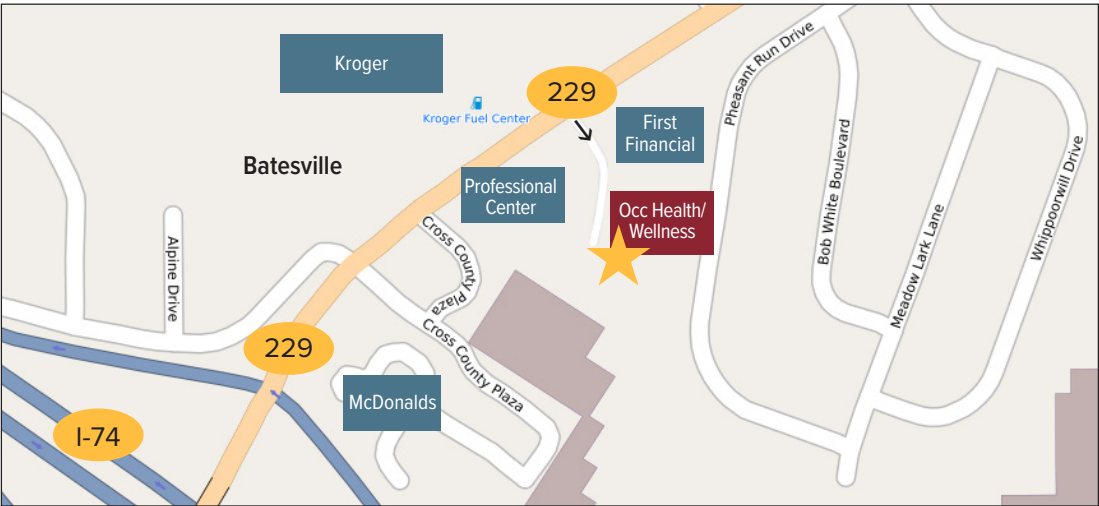 Kroger
229
Kroger Fuel Center
First
Financial
Pheasant Run Drive
Batesville
Professional
Center
Occ Health/
Wellness
Bob White Boulevard
Meadow Lark Lane
Whippoorwill Drive
Alpine Drive
Cross County
Plaza
Cross County Plaza
229
McDonalds
I-74